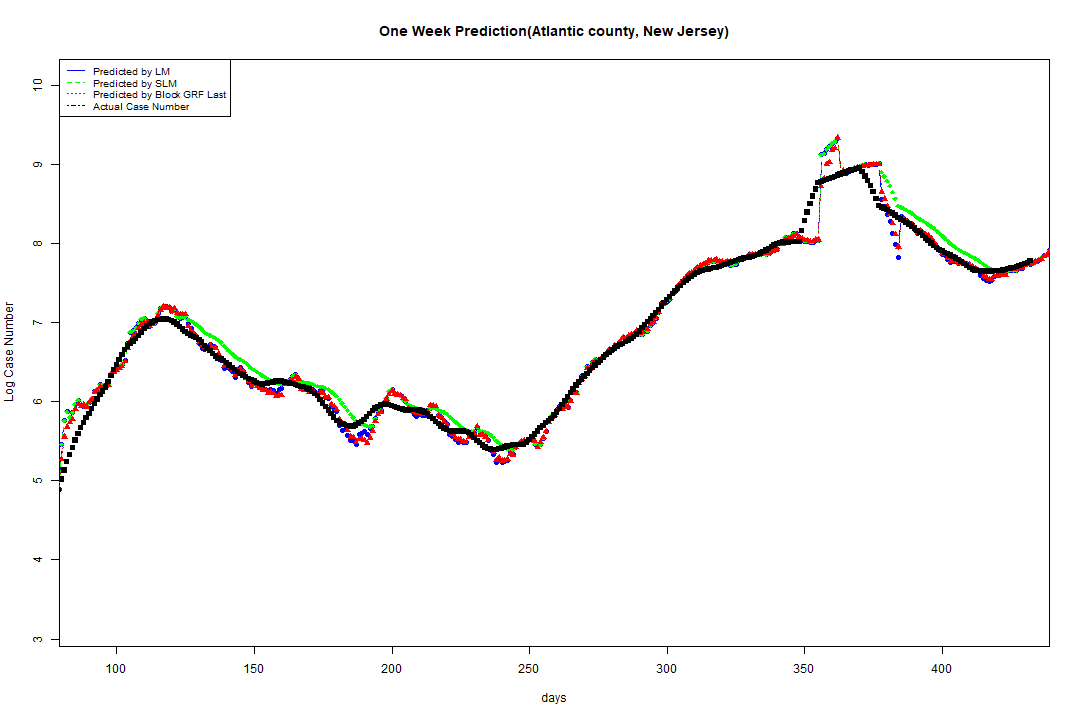 One Week Prediction(Atlantic county, New Jersey)
Predicted by LM
Predicted by SLM
Predicted by Block GRF Last
Actual Case Number
10
9
8
7
6
5
4
3
Log Case Number
100 150 200 250 300 350 400
days